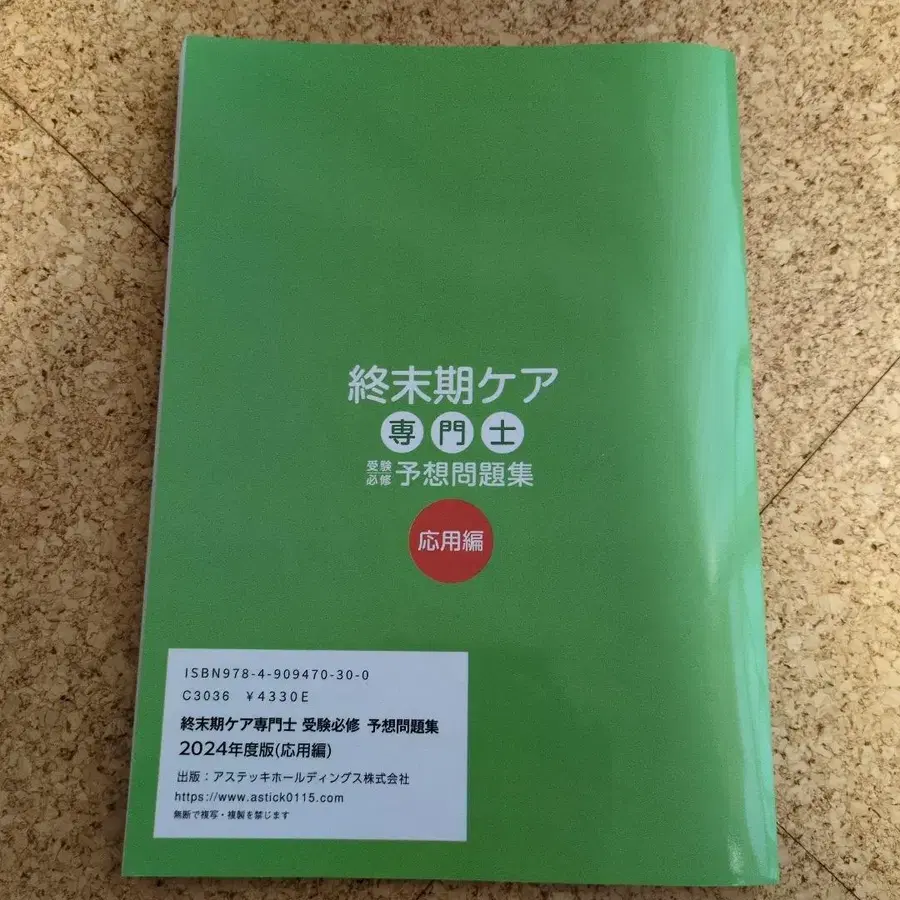 終末期ケア
専門士
受験必修 予想問題集
応用編
ISBN978-4-909470-30-0
C3036 ¥4330E
終末期ケア専門士 受験必修 予想問題集
2024年度版(応用編)
出版：アステッキホールディングス株式会社
https://www.astick0115.com
無断で複写・複製を禁じます